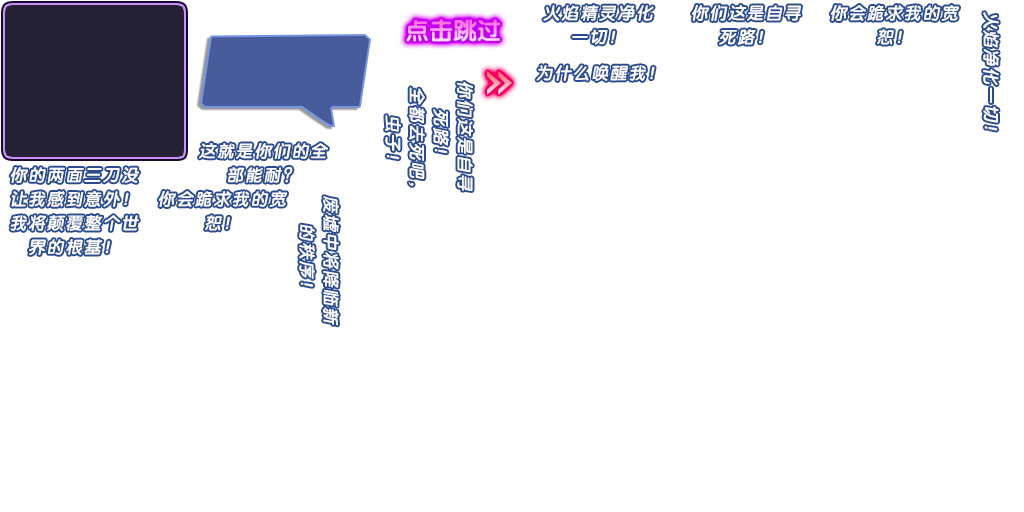 点击跳过
火焰精灵净化
一切！
为什么唤醒我！
你们这是自寻
死路！
你会跪求我的宽
恕！
火焰净化一切！
你们这是自寻
死路！
全都去死吧，
虫子！
这就是你们的全
部能耐？
你会跪求我的宽
恕！
你的两面三刀没
让我感到意外！
我将颠覆整个世
界的根基！
废墟中将降临新
的秩序！